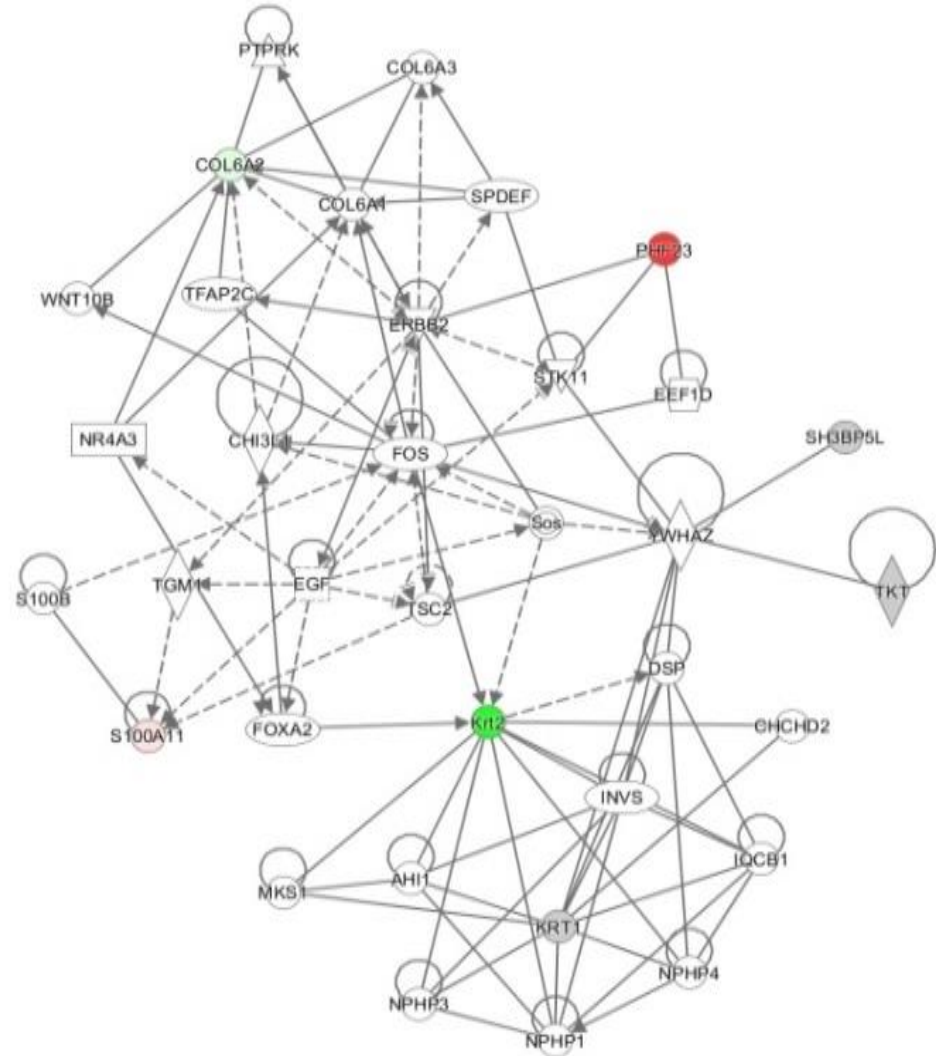 PTPRK
COL6A3
COL6A2
COL6A1
SPDEF
PHF23
WNT10B
TFAP2C
ERBB2
STK11
EEF1D
NR4A3
CHI3L1
FOS
SH3BP5L
Sos
YWHAZ
S100B
TGM1
EGF
TSC2
TKT
DSP
S100A11
FOXA2
Krt2
CHCHD2
INVS
MKS1
AHI1
IQCB1
KRT1
NPHP3
NPHP4
NPHP1